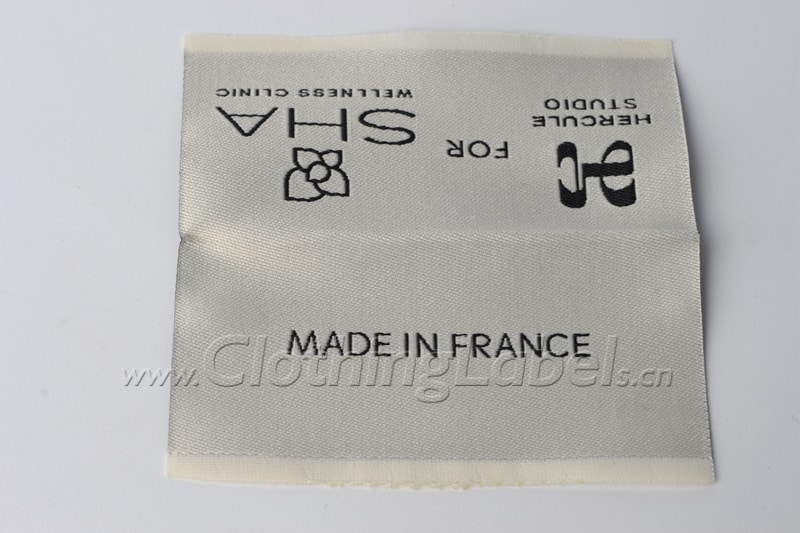 HERCULE
STUDIO
FOR
SHA
WELLNESS CLINIC
MADE IN FRANCE
www.ClothingLabels.cn